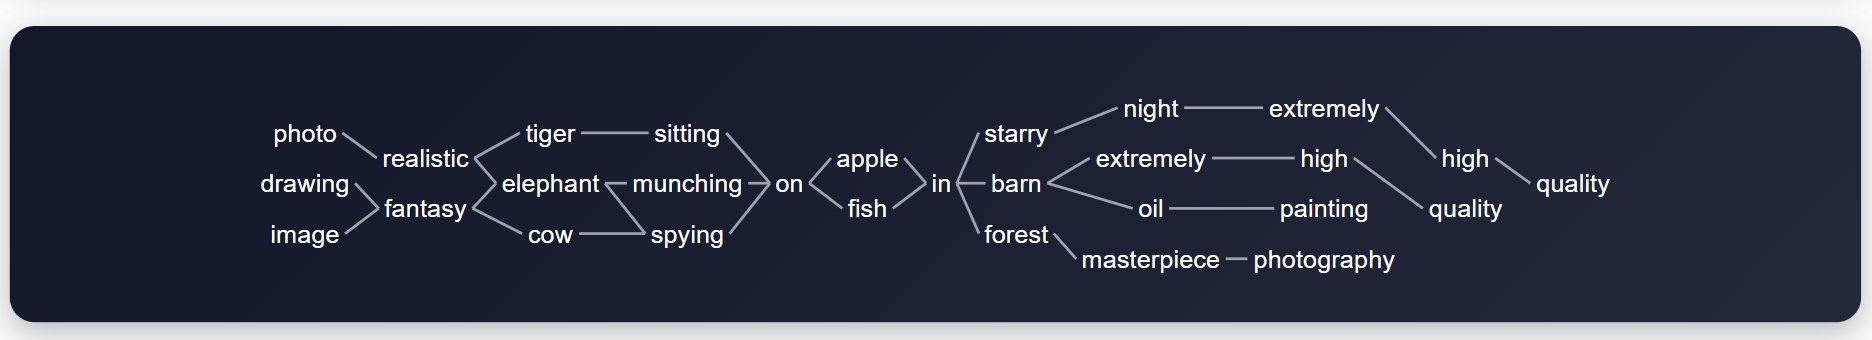 photo
drawing
image
realistic
fantasy
tiger
elephant
cow
sitting
munching
spying
on
apple
fish
in
starry
barn
forest
night
extremely
oil
masterpiece
extremely
high
painting
photography
high
quality
quality